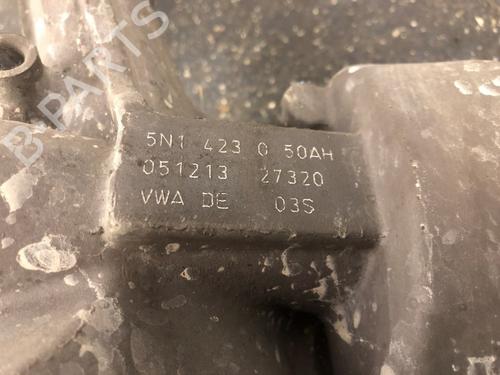 5N1 423 0 50AH
051213 27320
VWA DE 03S
B PARTS